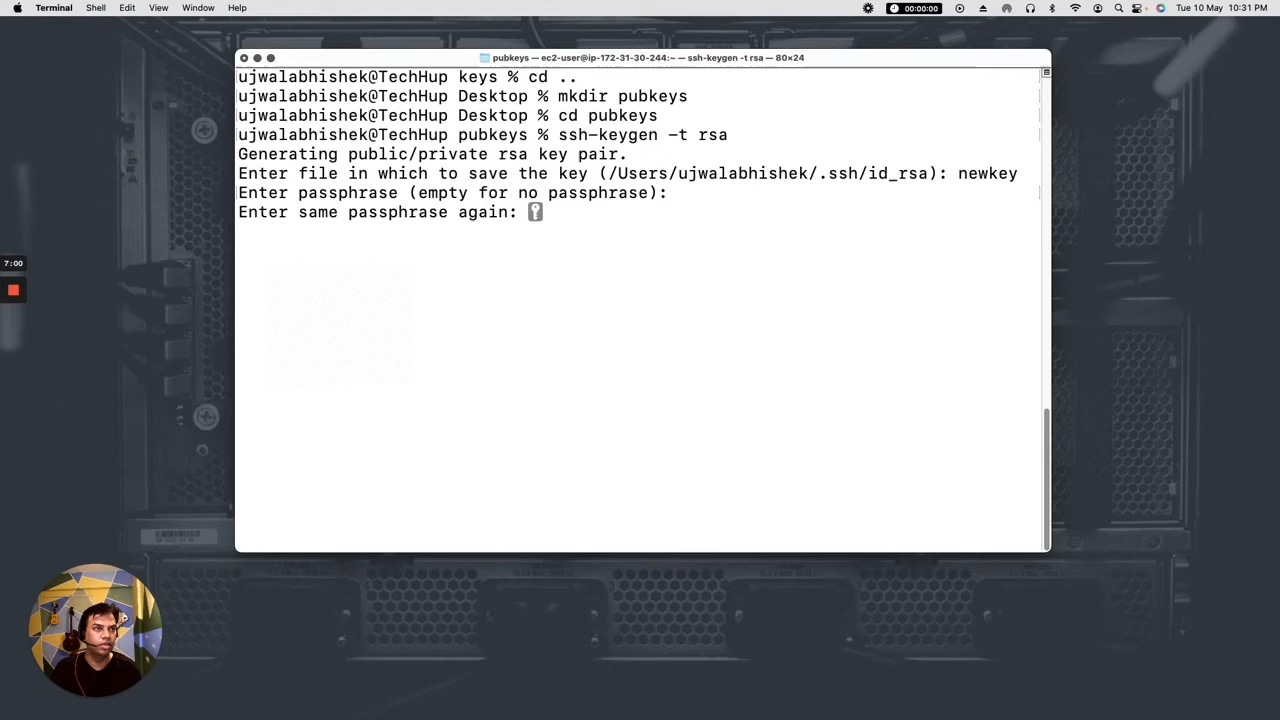 Terminal Shell Edit View Window Help 00:00:00 Tue 10 May 10:31 PM
pubkeys — ec2-user@ip-172-31-30-244:~ — ssh-keygen -t rsa — 80×24
ujwalabhishek@TechHup keys % cd ..
ujwalabhishek@TechHup Desktop % mkdir pubkeys
ujwalabhishek@TechHup Desktop % cd pubkeys
ujwalabhishek@TechHup pubkeys % ssh-keygen -t rsa
Generating public/private rsa key pair.
Enter file in which to save the key (/Users/ujwalabhishek/.ssh/id_rsa): newkey
Enter passphrase (empty for no passphrase):
Enter same passphrase again:
7:00